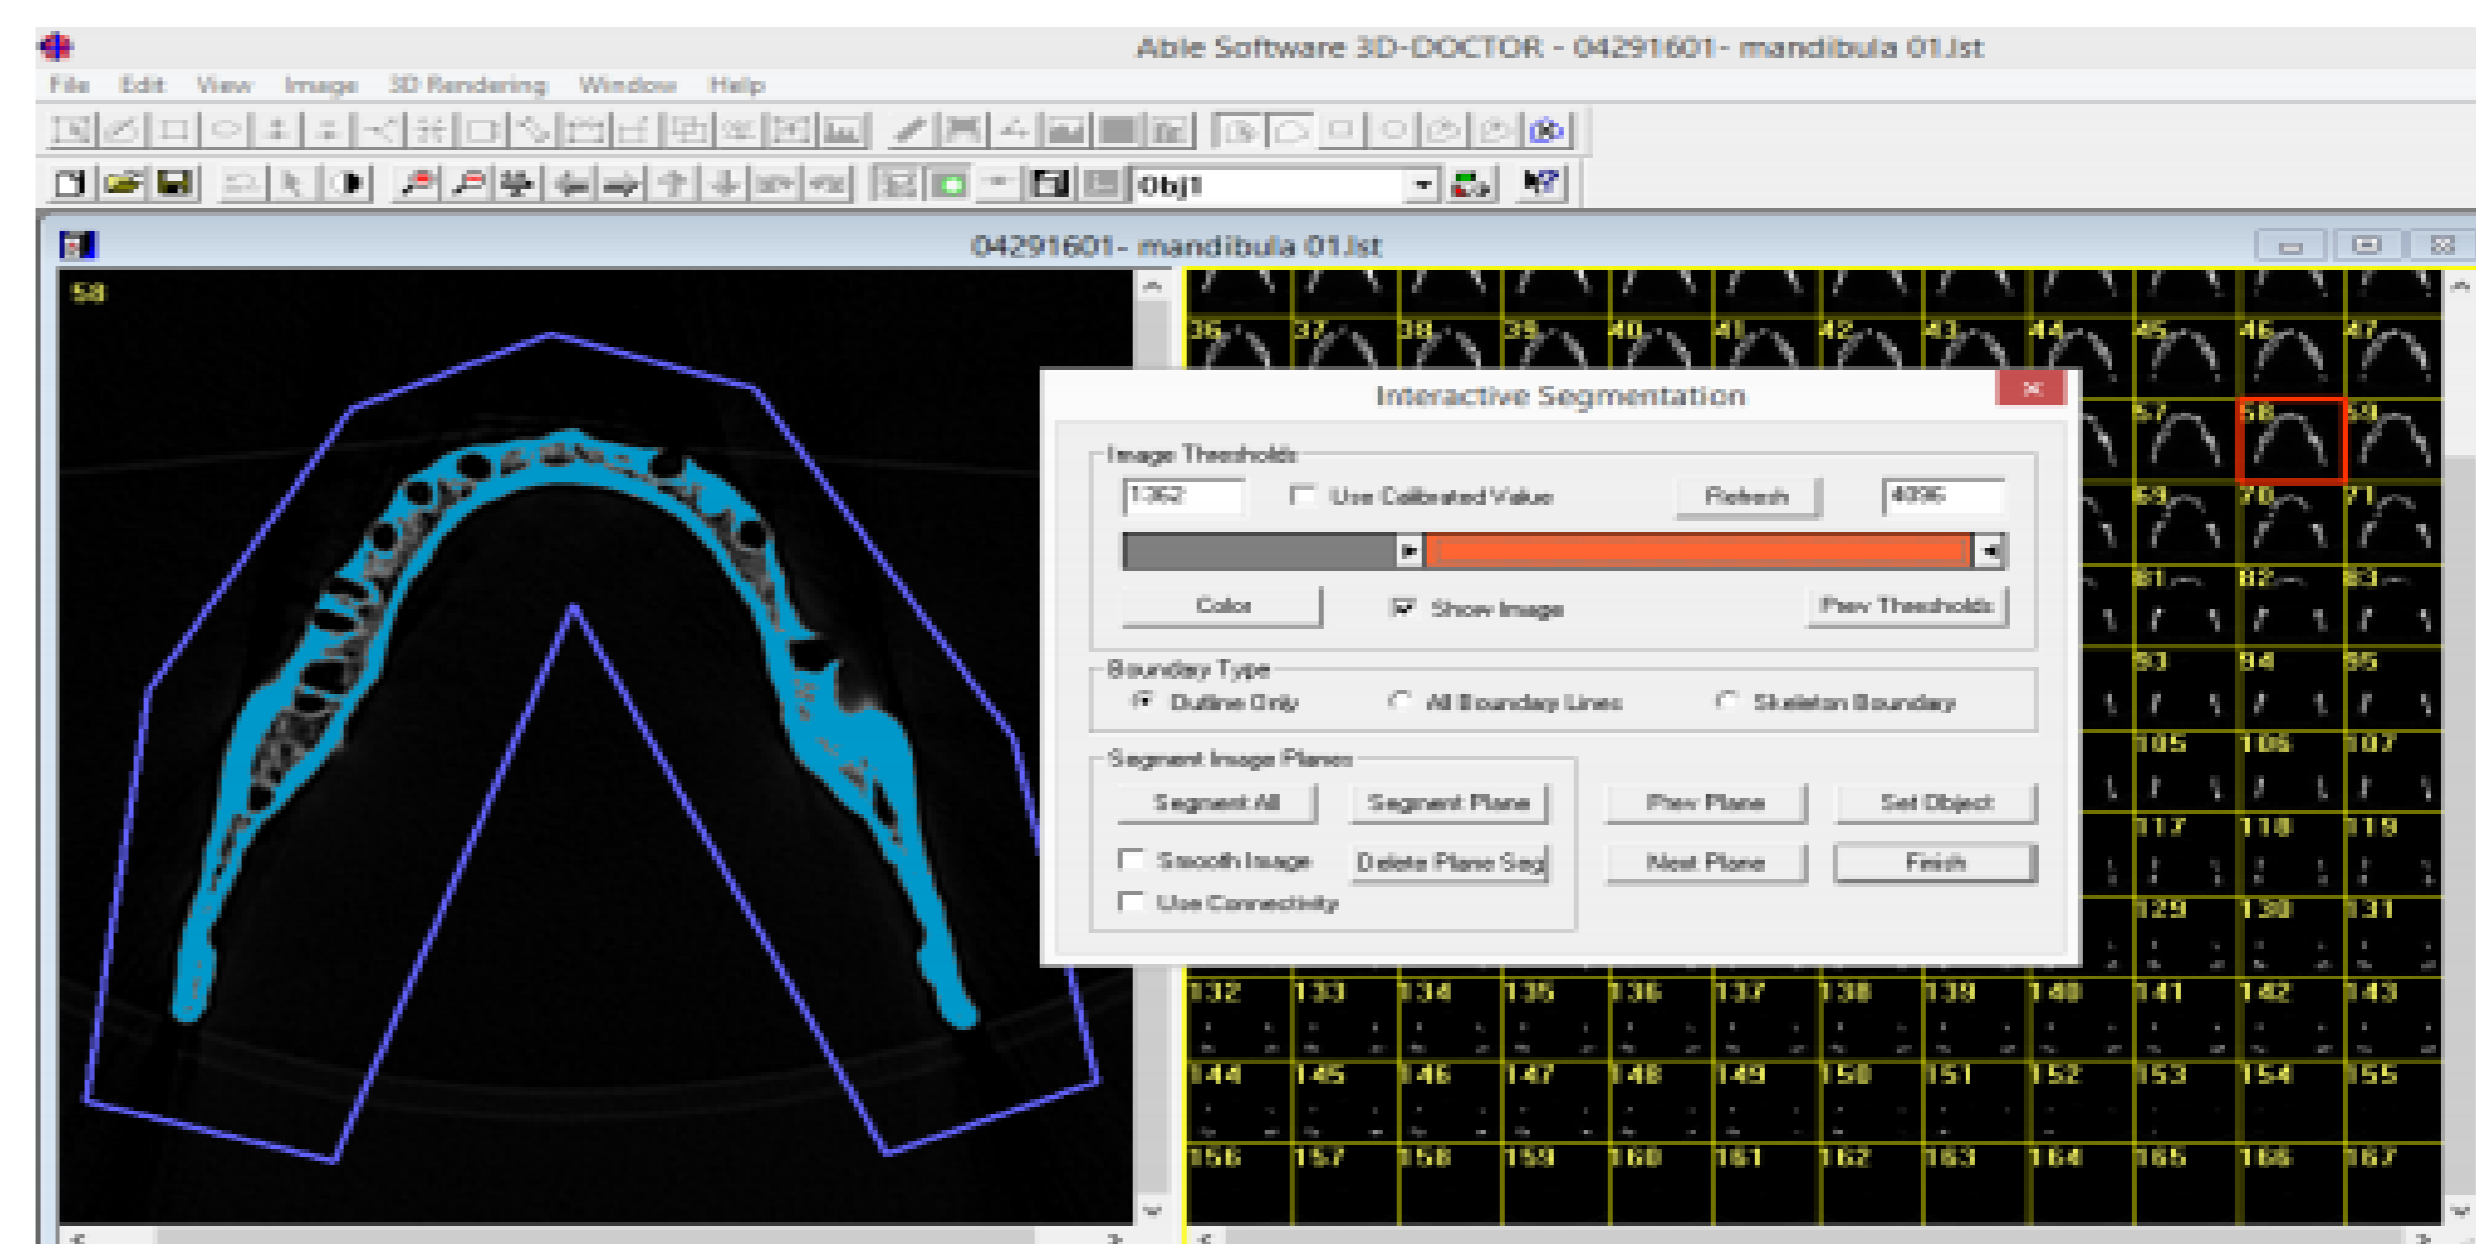 Able Software 3D-DOCTOR - 04291601- mandibula 01.lst
File Edit View Image 3D Rendering Window Help
Obj1
04291601- mandibula 01.lst
58
36 37 38 39 40 41 42 43 44 45 46 47
57 58 59
69 70 71
81 82 83
93 94 95
105 106 107
117 118 119
129 130 131
132 133 134 135 136 137 138 139 140 141 142 143
144 145 146 147 148 149 150 151 152 153 154 155
156 157 158 159 160 161 162 163 164 165 166 167
Interactive Segmentation
Image Thresholds
1362 Use Calibrated Value Refresh 4096
Color Show Image Prev Thresholds
Boundary Type
Outline Only All Boundary Lines Skeleton Boundary
Segment Image Planes
Segment All Segment Plane Prev Plane Set Object
Smooth Image Delete Plane Seg Next Plane Finish
Use Connectivity